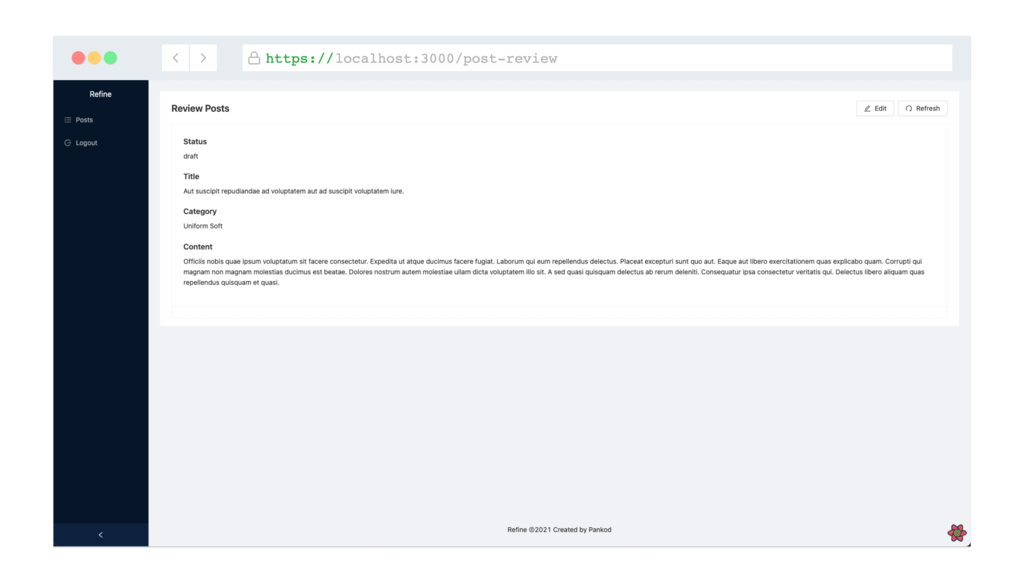 https://localhost:3000/post-review
Refine
Posts
Logout
Review Posts
Edit
Refresh
Status
draft
Title
Aut suscipit repudiandae ad voluptatem aut ad suscipit voluptatem iure.
Category
Uniform Soft
Content
Officiis nobis quae ipsum voluptatum sit facere consectetur. Expedita ut atque ducimus facere fugiat. Laborum qui eum repellendus delectus. Placeat excepturi sunt quo aut. Eaque aut libero exercitationem quas explicabo quam. Corrupti qui
magnam non magnam molestias ducimus est beatae. Dolores nostrum autem molestiae ullam dicta voluptatem illo sit. A sed quasi quisquam delectus ab rerum deleniti. Consequatur ipsa consectetur veritatis qui. Delectus libero aliquam quas
repellendus quisquam et quasi.
Refine ©2021 Created by Pankod